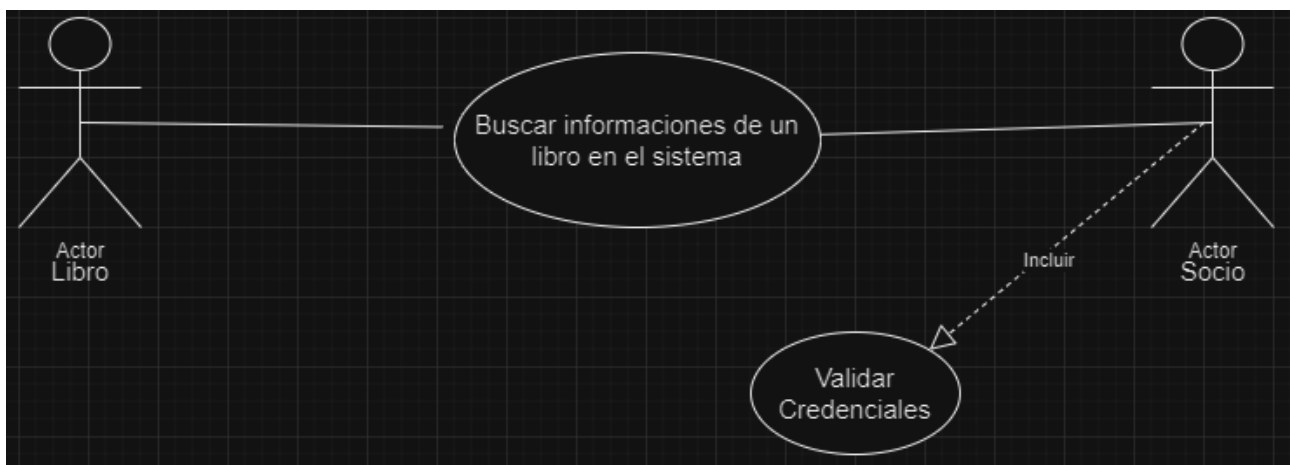 Buscar informaciones de un
libro en el sistema
Actor
Libro
Incluir
Actor
Socio
Validar
Credenciales